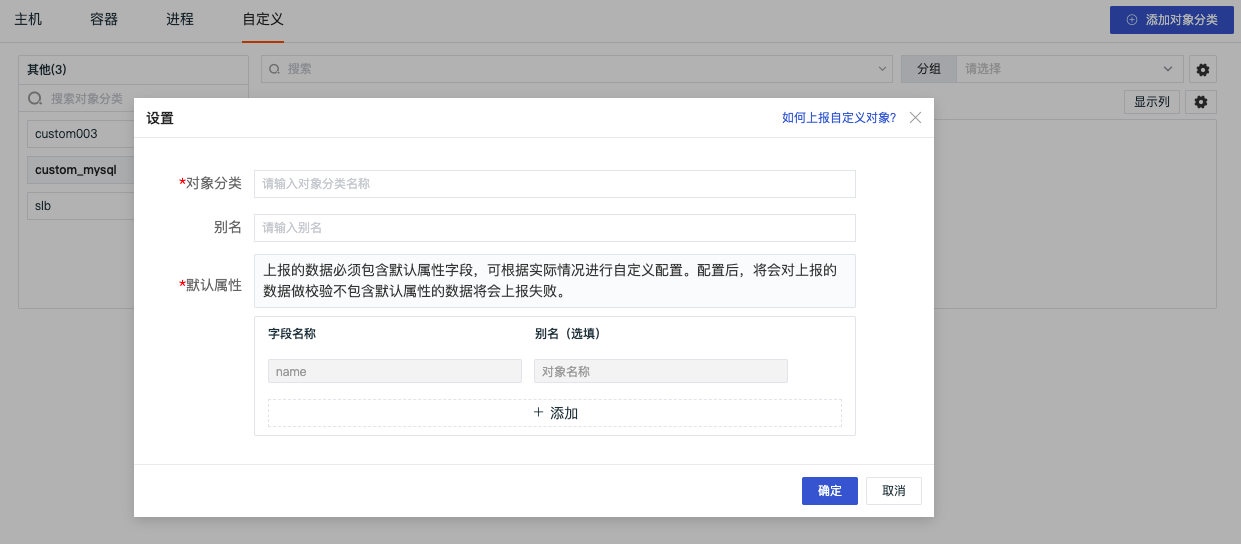 主机
容器
进程
自定义
添加对象分类
其他(3)
搜索
分组
请选择
搜索对象分类
显示列
custom003
custom_mysql
slb
设置
如何上报自定义对象?
*对象分类
请输入对象分类名称
别名
请输入别名
*默认属性
上报的数据必须包含默认属性字段，可根据实际情况进行自定义配置。配置后，将会对上报的
数据做校验不包含默认属性的数据将会上报失败。
字段名称
别名（选填）
name
对象名称
+ 添加
确定
取消